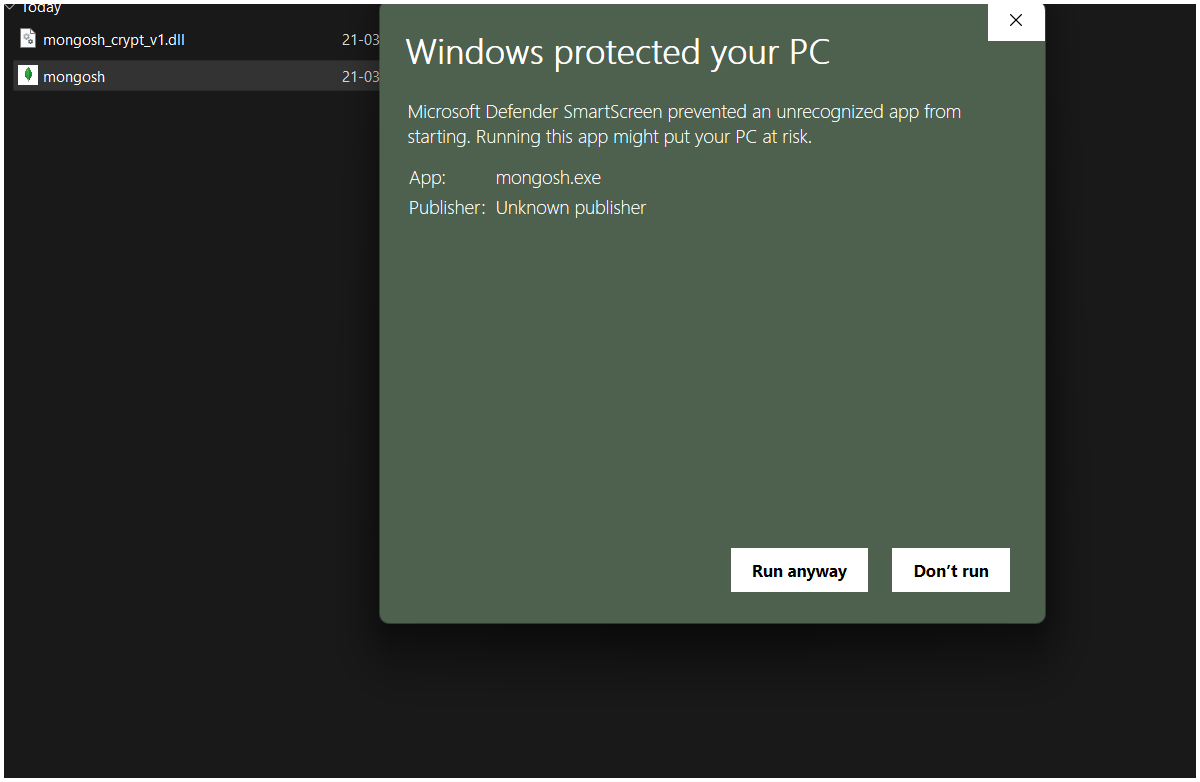 Today
mongosh_crypt_v1.dll 21-03
mongosh 21-03
Windows protected your PC
Microsoft Defender SmartScreen prevented an unrecognized app from
starting. Running this app might put your PC at risk.
App: mongosh.exe
Publisher: Unknown publisher
Run anyway Don’t run